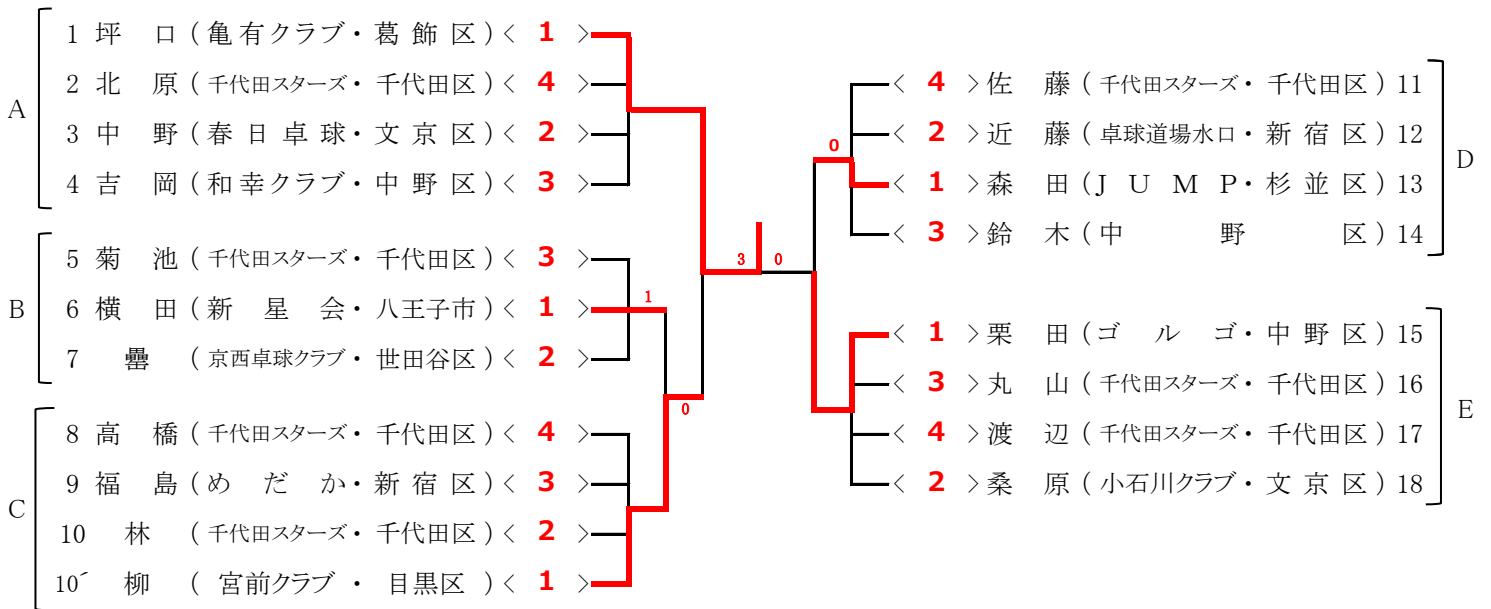 A
1 坪 口 (亀有クラブ・葛飾区)< 1 >
2 北 原 (千代田スターズ・千代田区)< 4 >
3 中 野 (春日卓球・文京区)< 2 >
4 吉 岡 (和幸クラブ・中野区)< 3 >
B
5 菊 池 (千代田スターズ・千代田区)< 3 >
6 横 田 (新星会・八王子市)< 1 >
7 罍 (京西卓球クラブ・世田谷区)< 2 >
C
8 高 橋 (千代田スターズ・千代田区)< 4 >
9 福 島 (めだか・新宿区)< 3 >
10 林 (千代田スターズ・千代田区)< 2 >
10´ 柳 (宮前クラブ・目黒区)< 1 >
1
0
3 0
0
D
< 4 >佐 藤 (千代田スターズ・千代田区) 11
< 2 >近 藤 (卓球道場水口・新宿区) 12
< 1 >森 田 (JUMP・杉並区) 13
< 3 >鈴 木 (中野区) 14
E
< 1 >栗 田 (ゴルゴ・中野区) 15
< 3 >丸 山 (千代田スターズ・千代田区) 16
< 4 >渡 辺 (千代田スターズ・千代田区) 17
< 2 >桑 原 (小石川クラブ・文京区) 18